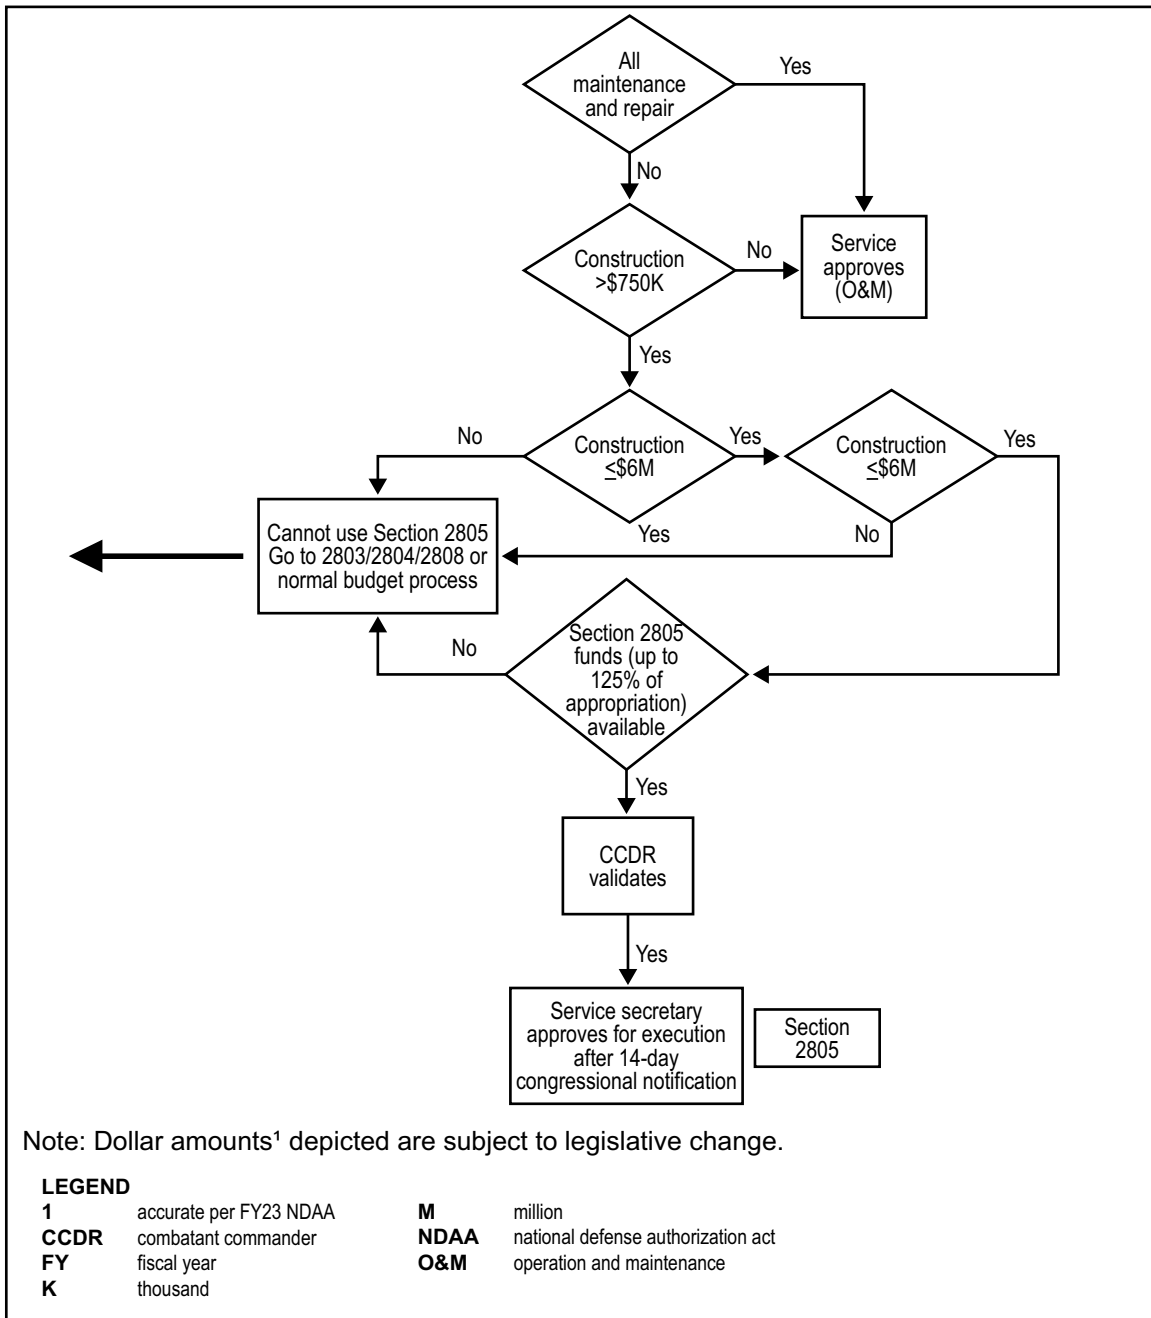 All
maintenance
and repair
Yes
No
Construction
>$750K
No
Service
approves
(O&M)
Yes
No
Construction
≤$6M
Yes
Construction
≤$6M
Yes
Cannot use Section 2805
Go to 2803/2804/2808 or
normal budget process
Yes
No
No
Section 2805
funds (up to
125% of
appropriation)
available
Yes
CCDR
validates
Yes
Service secretary
approves for execution
after 14-day
congressional notification
Section
2805
Note: Dollar amounts¹ depicted are subject to legislative change.
LEGEND
1 accurate per FY23 NDAA
CCDR combatant commander
FY fiscal year
K thousand
M million
NDAA national defense authorization act
O&M operation and maintenance